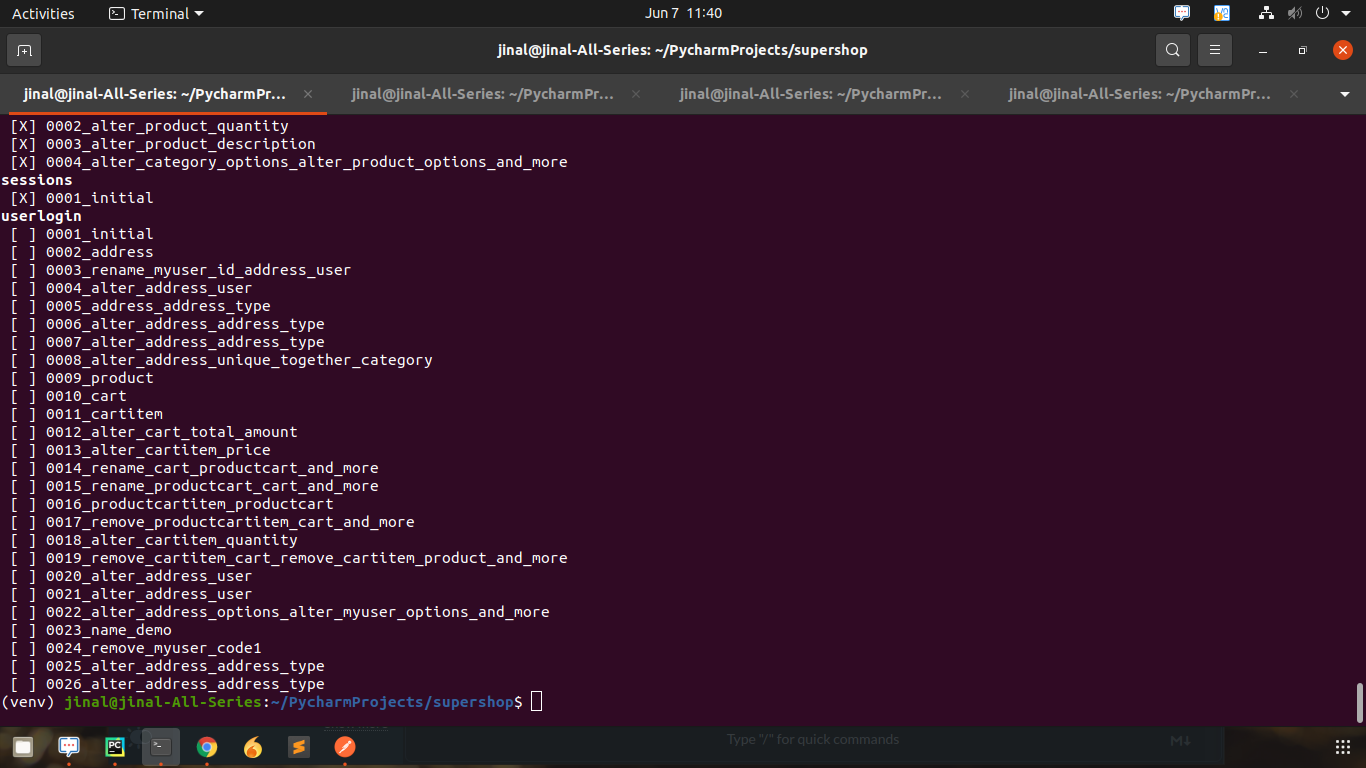 Activities
Terminal
Jun 7 11:40
jinal@jinal-All-Series: ~/PycharmProjects/supershop
jinal@jinal-All-Series: ~/PycharmPr...
jinal@jinal-All-Series: ~/PycharmPr...
jinal@jinal-All-Series: ~/PycharmPr...
jinal@jinal-All-Series: ~/PycharmPr...
[X] 0002_alter_product_quantity
[X] 0003_alter_product_description
[X] 0004_alter_category_options_alter_product_options_and_more
sessions
[X] 0001_initial
userlogin
[ ] 0001_initial
[ ] 0002_address
[ ] 0003_rename_myuser_id_address_user
[ ] 0004_alter_address_user
[ ] 0005_address_address_type
[ ] 0006_alter_address_address_type
[ ] 0007_alter_address_address_type
[ ] 0008_alter_address_unique_together_category
[ ] 0009_product
[ ] 0010_cart
[ ] 0011_cartitem
[ ] 0012_alter_cart_total_amount
[ ] 0013_alter_cartitem_price
[ ] 0014_rename_cart_productcart_and_more
[ ] 0015_rename_productcart_cart_and_more
[ ] 0016_productcartitem_productcart
[ ] 0017_remove_productcartitem_cart_and_more
[ ] 0018_alter_cartitem_quantity
[ ] 0019_remove_cartitem_cart_remove_cartitem_product_and_more
[ ] 0020_alter_address_user
[ ] 0021_alter_address_user
[ ] 0022_alter_address_options_alter_myuser_options_and_more
[ ] 0023_name_demo
[ ] 0024_remove_myuser_code1
[ ] 0025_alter_address_address_type
[ ] 0026_alter_address_address_type
(venv) jinal@jinal-All-Series:~/PycharmProjects/supershop$
Type "/" for quick commands
M↓
PC